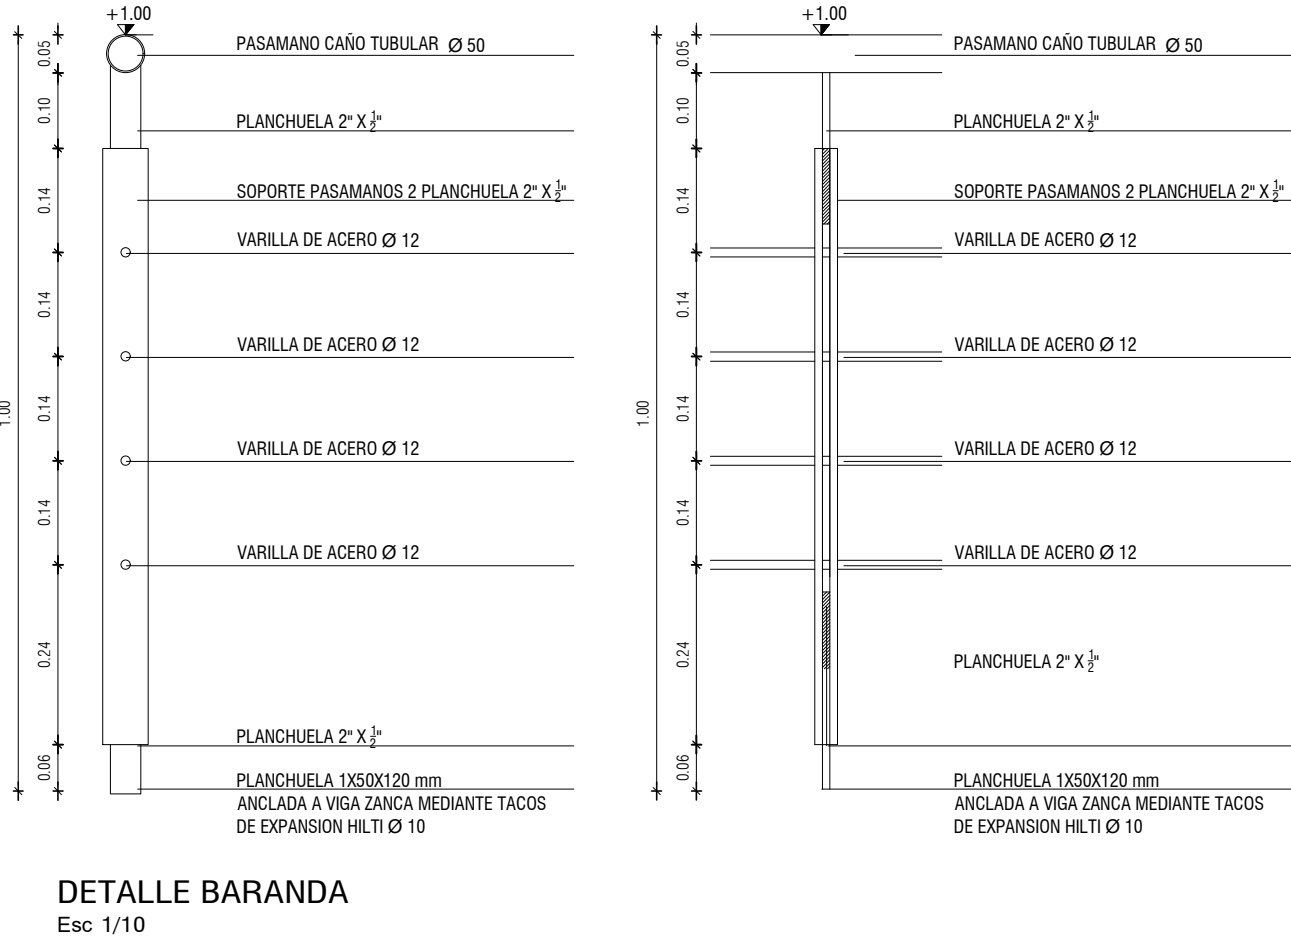 +1.00
PASAMANO CAÑO TUBULAR Ø 50
0.05
0.10
PLANCHUELA 2" X ½"
0.14
SOPORTE PASAMANOS 2 PLANCHUELA 2" X ½"
VARILLA DE ACERO Ø 12
0.14
VARILLA DE ACERO Ø 12
1.00
0.14
VARILLA DE ACERO Ø 12
0.14
VARILLA DE ACERO Ø 12
0.24
PLANCHUELA 2" X ½"
0.06
PLANCHUELA 1X50X120 mm
ANCLADA A VIGA ZANCA MEDIANTE TACOS
DE EXPANSION HILTI Ø 10
+1.00
PASAMANO CAÑO TUBULAR Ø 50
0.05
0.10
PLANCHUELA 2" X ½"
0.14
SOPORTE PASAMANOS 2 PLANCHUELA 2" X ½"
VARILLA DE ACERO Ø 12
0.14
VARILLA DE ACERO Ø 12
1.00
0.14
VARILLA DE ACERO Ø 12
0.14
VARILLA DE ACERO Ø 12
0.24
PLANCHUELA 2" X ½"
0.06
PLANCHUELA 1X50X120 mm
ANCLADA A VIGA ZANCA MEDIANTE TACOS
DE EXPANSION HILTI Ø 10
DETALLE BARANDA
Esc 1/10